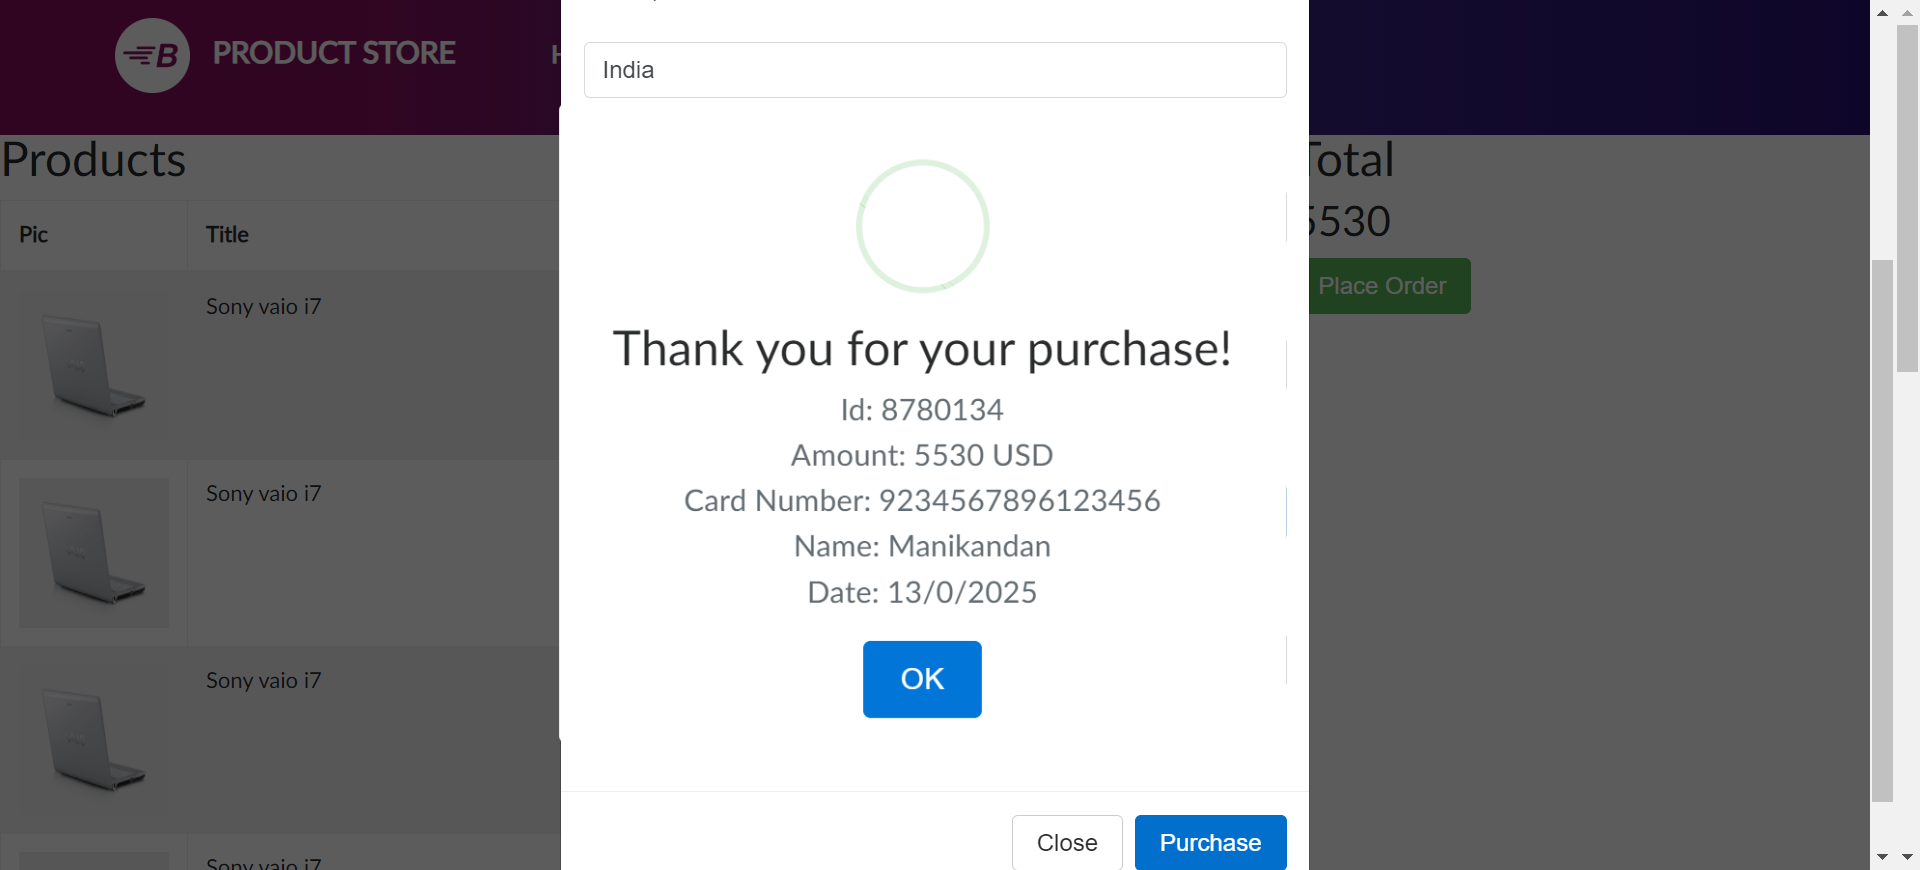 B PRODUCT STORE
India
Products
Total
5530
Pic Title
Place Order
Sony vaio i7
Thank you for your purchase!
Id: 8780134
Amount: 5530 USD
Card Number: 9234567896123456
Name: Manikandan
Date: 13/0/2025
OK
Sony vaio i7
Sony vaio i7
Sony vaio i7
Close Purchase